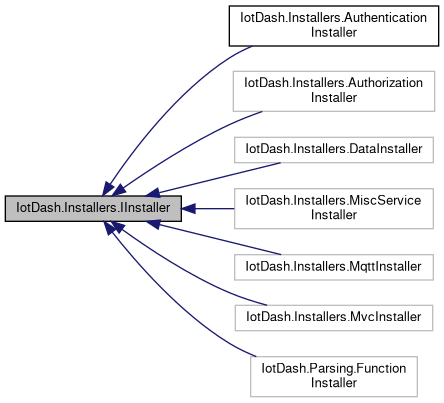 IotDash.Installers.Authentication
Installer
IotDash.Installers.Authorization
Installer
IotDash.Installers.DataInstaller
IotDash.Installers.IInstaller
IotDash.Installers.MiscService
Installer
IotDash.Installers.MqttInstaller
IotDash.Installers.MvcInstaller
IotDash.Parsing.Function
Installer